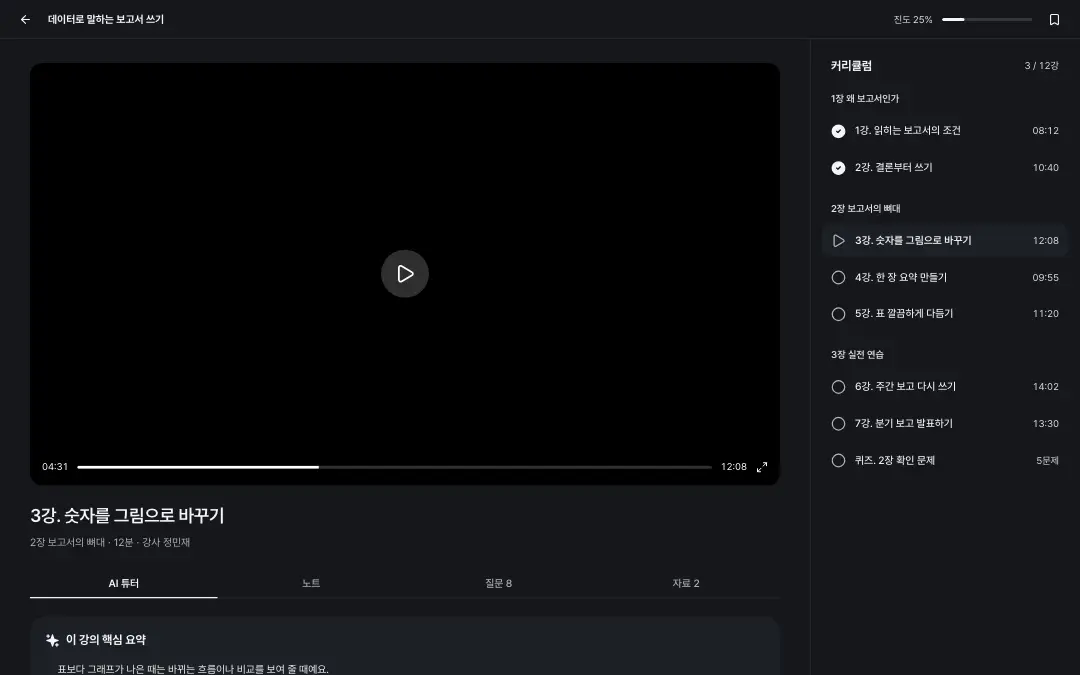 데이터로 말하는 보고서 쓰기
진도 25%
04:31
12:08
3강. 숫자를 그림으로 바꾸기
2장 보고서의 뼈대 · 12분 · 강사 정민재
AI 튜터
노트
질문 8
자료 2
이 강의 핵심 요약
표보다 그래프가 나은 때는 바뀌는 흐름이나 비교를 보여 줄 때예요.
커리큘럼
3 / 12강
1장 왜 보고서인가
1강. 읽히는 보고서의 조건 08:12
2강. 결론부터 쓰기 10:40
2장 보고서의 뼈대
3강. 숫자를 그림으로 바꾸기 12:08
4강. 한 장 요약 만들기 09:55
5강. 표 깔끔하게 다듬기 11:20
3장 실전 연습
6강. 주간 보고 다시 쓰기 14:02
7강. 분기 보고 발표하기 13:30
퀴즈. 2장 확인 문제 5문제